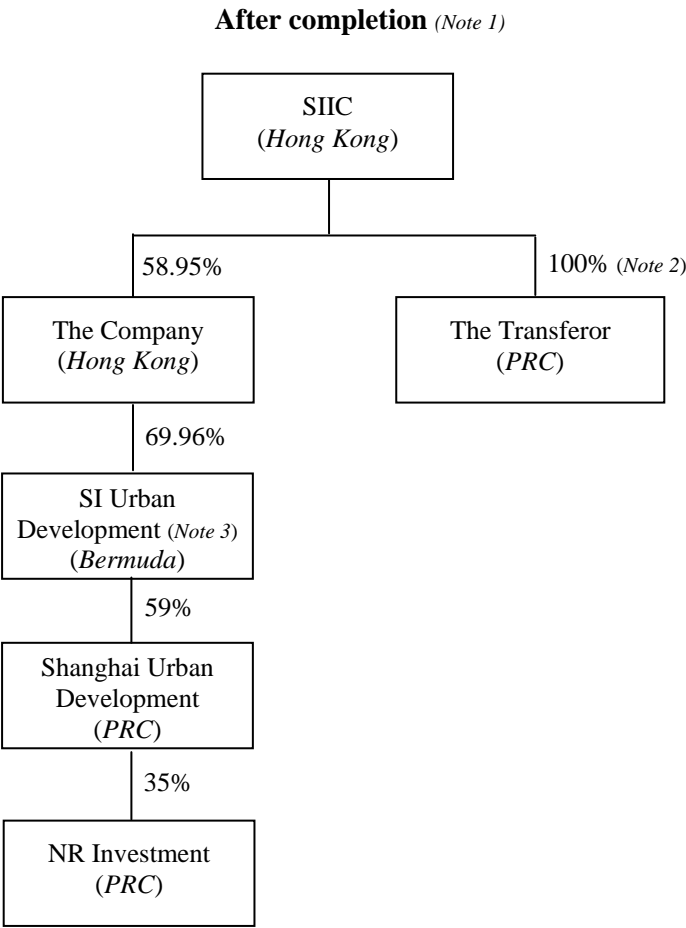 After completion (Note 1)
SIIC
(Hong Kong)
58.95%
100% (Note 2)
The Company
(Hong Kong)
The Transferor
(PRC)
69.96%
SI Urban
Development (Note 3)
(Bermuda)
59%
Shanghai Urban
Development
(PRC)
35%
NR Investment
(PRC)